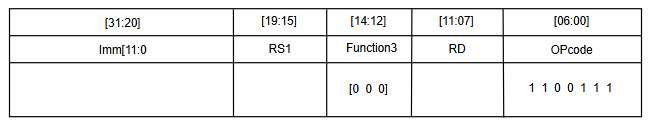 [31:20] [19:15] [14:12] [11:07] [06:00]
Imm[11:0 RS1 Function3 RD OPcode
[0 0 0] 1 1 0 0 1 1 1